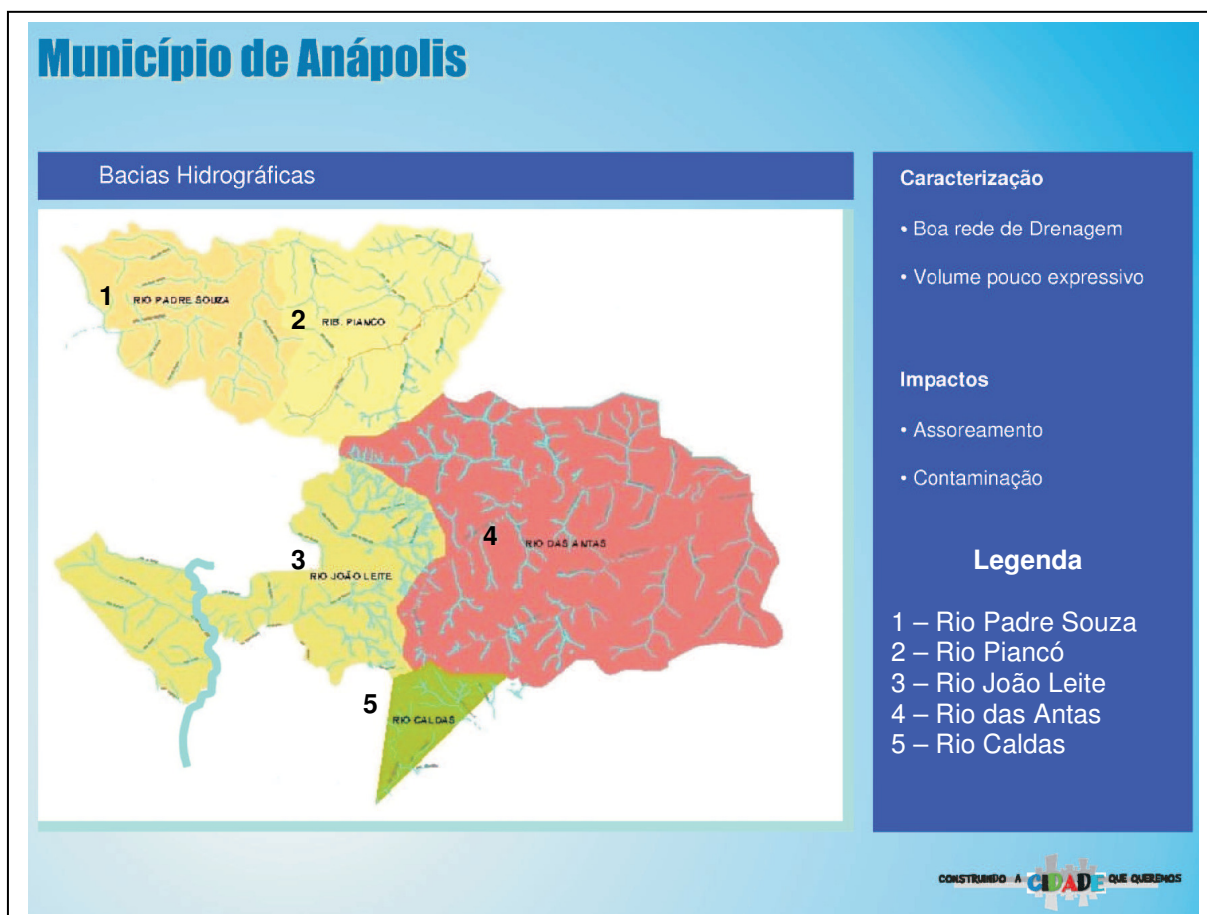 Município de Anápolis
Bacias Hidrográficas
1
RIO PADRE SOUZA
2
RIB. PIANCO
3
RIO JOÃO LEITE
4
RIO DAS ANTAS
5
RIO CALDAS
Caracterização
• Boa rede de Drenagem
• Volume pouco expressivo
Impactos
• Assoreamento
• Contaminação
Legenda
1 – Rio Padre Souza
2 – Rio Piancó
3 – Rio João Leite
4 – Rio das Antas
5 – Rio Caldas
CONSTRUINDO A CIDADE QUE QUEREMOS